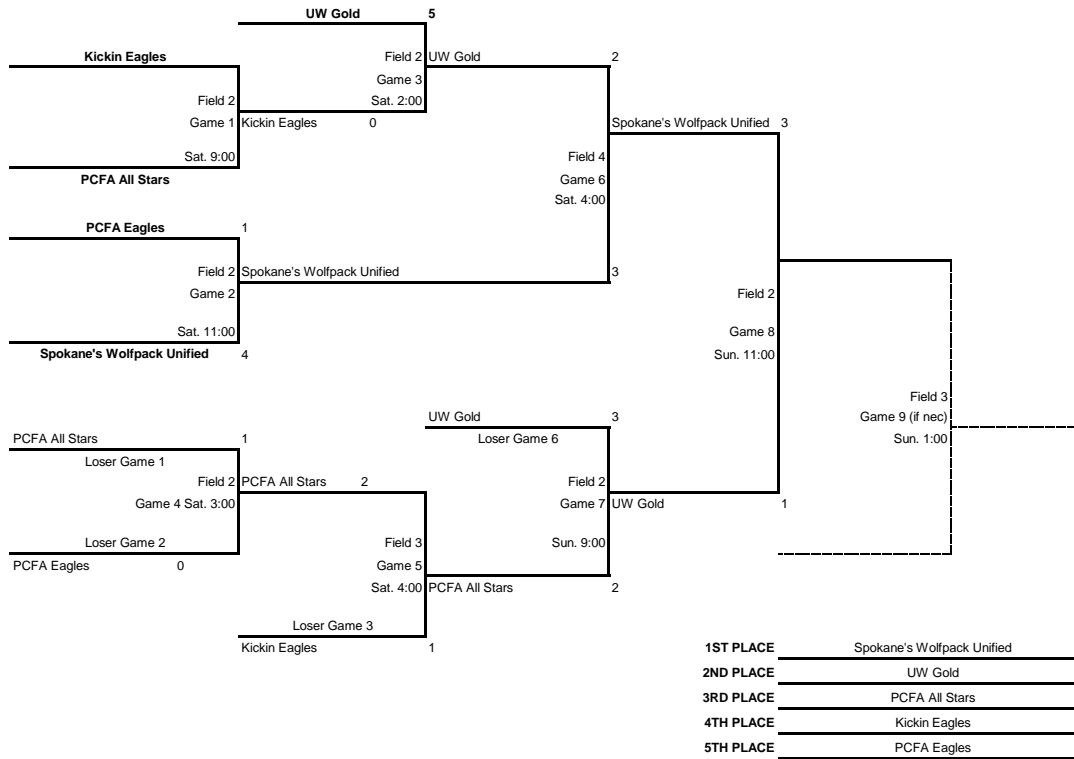 UW Gold 5
Kickin Eagles
Field 2 UW Gold 2
Game 3
Field 2
Sat. 2:00
Game 1 Kickin Eagles 0
Spokane's Wolfpack Unified 3
Sat. 9:00
Field 4
PCFA All Stars
Game 6
Sat. 4:00
PCFA Eagles 1
Field 2 Spokane's Wolfpack Unified 3
Game 2
Field 2
Sat. 11:00
Game 8
Spokane's Wolfpack Unified 4
Sun. 11:00
Field 3
UW Gold 3
Game 9 (if nec)
PCFA All Stars 1
Loser Game 6
Sun. 1:00
Loser Game 1
Field 2 PCFA All Stars 2
Field 2
Game 4 Sat. 3:00
Game 7 UW Gold 1
Loser Game 2
Field 3
Sun. 9:00
PCFA Eagles 0
Game 5
Sat. 4:00 PCFA All Stars 2
Loser Game 3
Kickin Eagles 1
1ST PLACE Spokane's Wolfpack Unified
2ND PLACE UW Gold
3RD PLACE PCFA All Stars
4TH PLACE Kickin Eagles
5TH PLACE PCFA Eagles